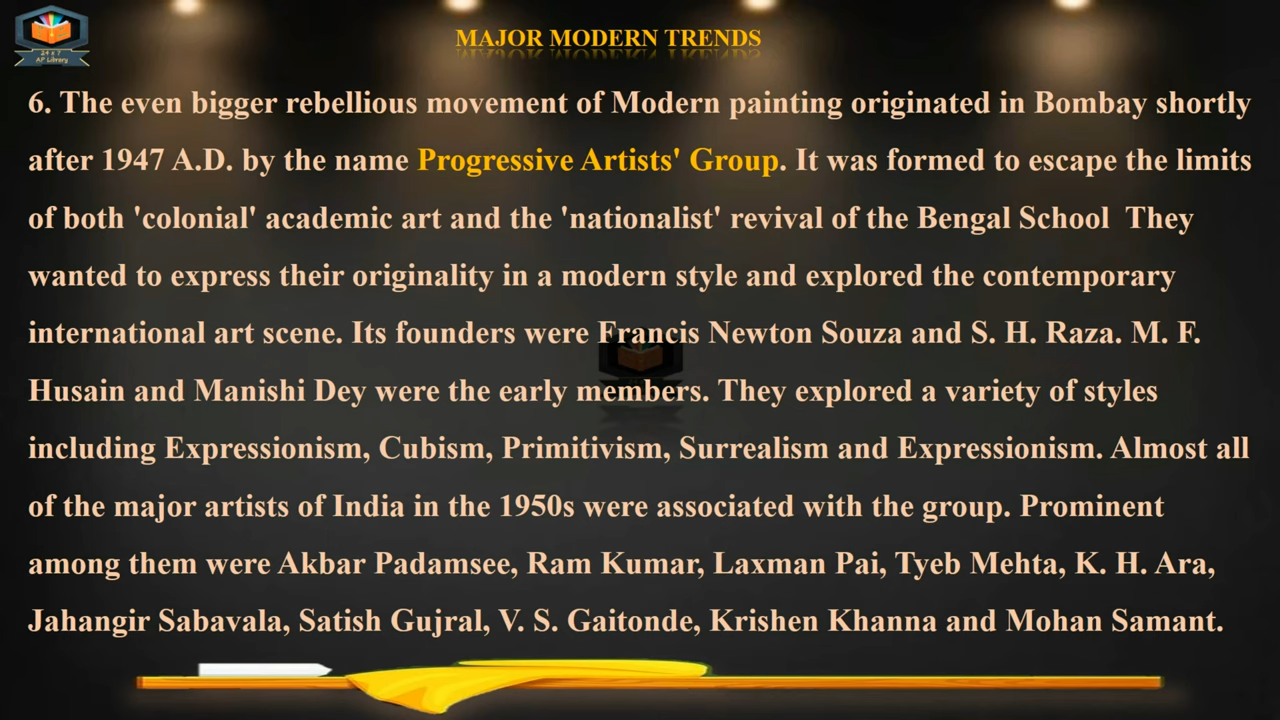 24 x 7
AP Library
MAJOR MODERN TRENDS
6. The even bigger rebellious movement of Modern painting originated in Bombay shortly
after 1947 A.D. by the name Progressive Artists' Group. It was formed to escape the limits
of both 'colonial' academic art and the 'nationalist' revival of the Bengal School They
wanted to express their originality in a modern style and explored the contemporary
international art scene. Its founders were Francis Newton Souza and S. H. Raza. M. F.
Husain and Manishi Dey were the early members. They explored a variety of styles
including Expressionism, Cubism, Primitivism, Surrealism and Expressionism. Almost all
of the major artists of India in the 1950s were associated with the group. Prominent
among them were Akbar Padamsee, Ram Kumar, Laxman Pai, Tyeb Mehta, K. H. Ara,
Jahangir Sabavala, Satish Gujral, V. S. Gaitonde, Krishen Khanna and Mohan Samant.